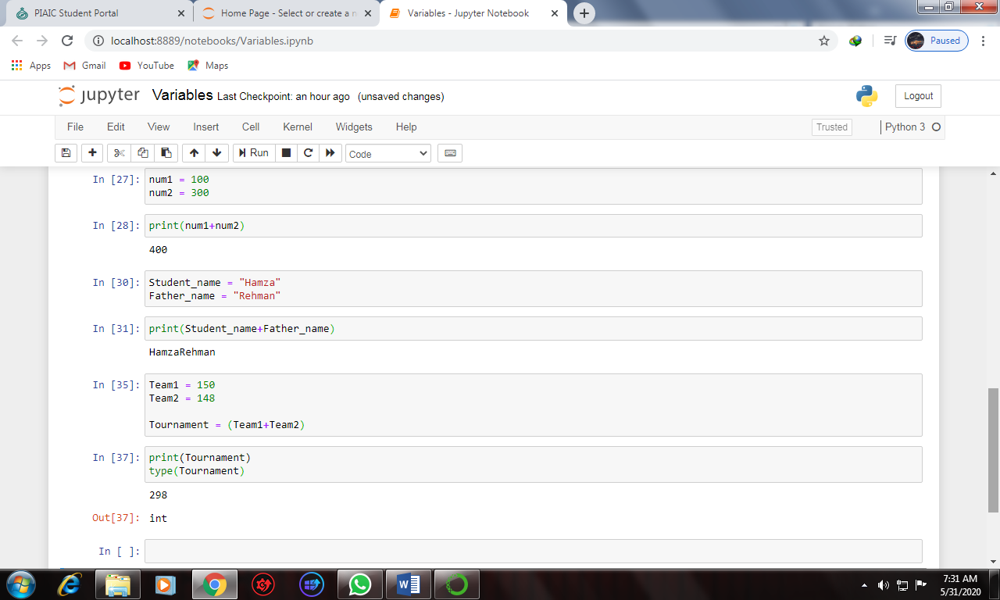 PIAIC Student Portal
Home Page - Select or create a n
Variables - Jupyter Notebook
localhost:8889/notebooks/Variables.ipynb
Paused
Apps Gmail YouTube Maps
jupyter Variables Last Checkpoint: an hour ago (unsaved changes)
Logout
File Edit View Insert Cell Kernel Widgets Help
Trusted
Python 3
Run
Code
In [27]: num1 = 100
num2 = 300
In [28]: print(num1+num2)
400
In [30]: Student_name = "Hamza"
Father_name = "Rehman"
In [31]: print(Student_name+Father_name)
HamzaRehman
In [35]: Team1 = 150
Team2 = 148
Tournament = (Team1+Team2)
In [37]: print(Tournament)
type(Tournament)
298
Out[37]: int
In [ ]:
7:31 AM
5/31/2020